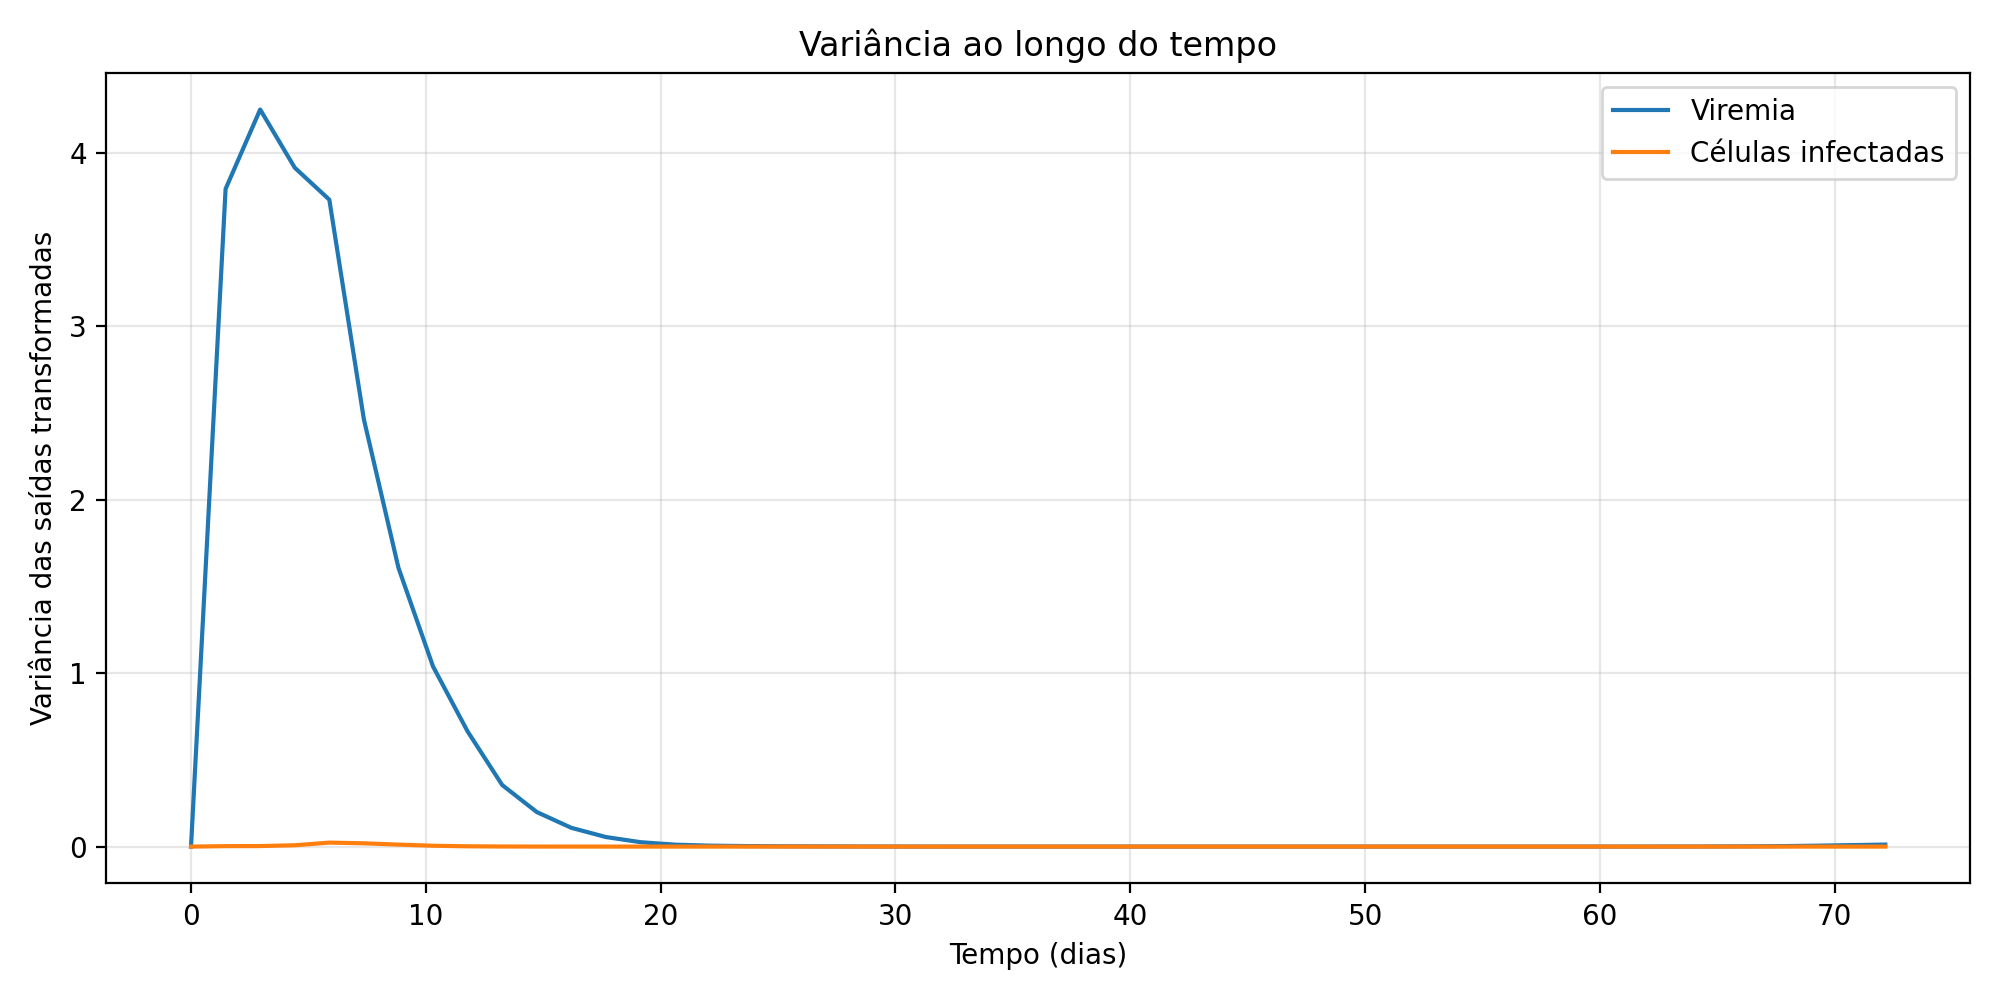 Variância ao longo do tempo
Viremia
Células infectadas
Variância das saídas transformadas
4
3
2
1
0
0 10 20 30 40 50 60 70
Tempo (dias)